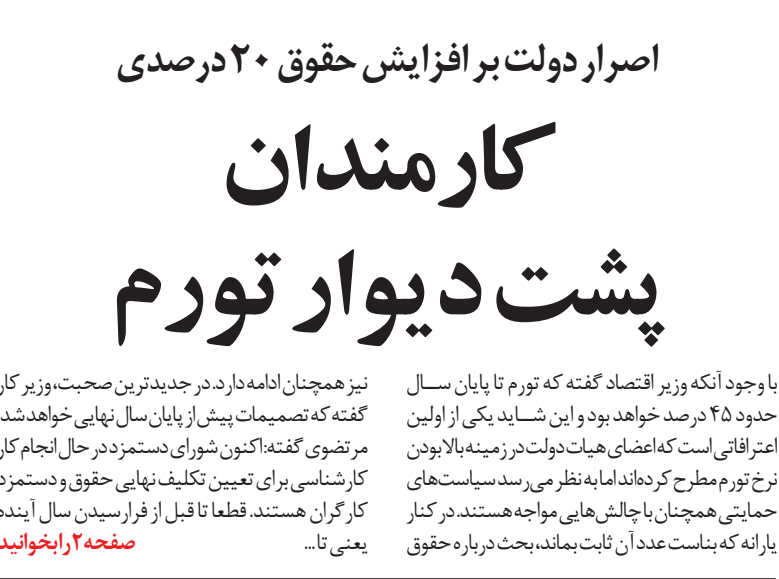 اصرار دولت بر افزایش حقوق ۲۰ درصدی
کارمندان
پشت دیوار تورم
با وجود آنکه وزیر اقتصاد گفته که تورم تا پایان ســال
حدود ۴۵ درصد خواهد بود و این شــاید یکی از اولین
اعترافاتی است که اعضای هیات دولت در زمینه بالا بودن
نرخ تورم مطرح کرده‌اند اما به نظر می‌رسد سیاست‌های
حمایتی همچنان با چالش‌هایی مواجه هستند. در کنار
یارانه که بناست عدد آن ثابت بماند، بحث درباره حقوق
نیز همچنان ادامه دارد. در جدیدترین صحبت، وزیر کار
گفته که تصمیمات پیش از پایان سال نهایی خواهد شد.
مرتضوی گفته: اکنون شورای دستمزد در حال انجام کار
کارشناسی برای تعیین تکلیف نهایی حقوق و دستمزد
کارگران هستند. قطعا تا قبل از فرارسیدن سال آینده
یعنی تا... صفحه ۲ را بخوانید